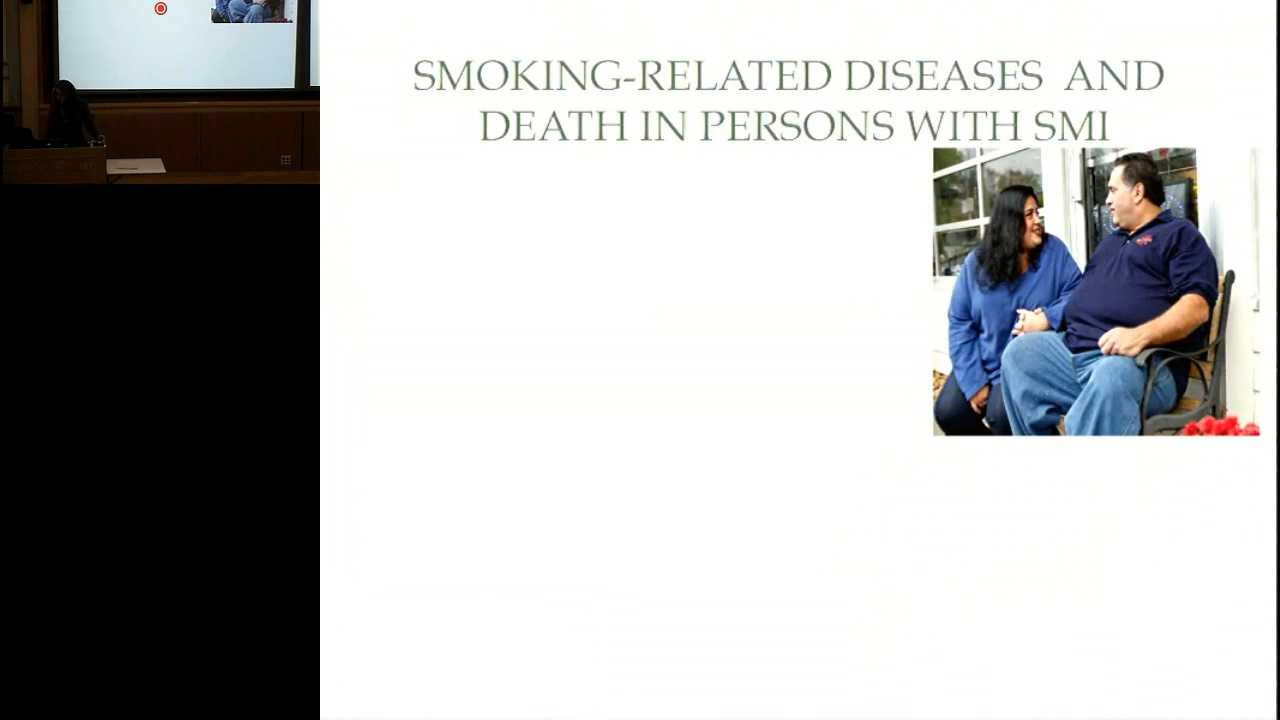 SMOKING-RELATED DISEASES AND
DEATH IN PERSONS WITH SMI